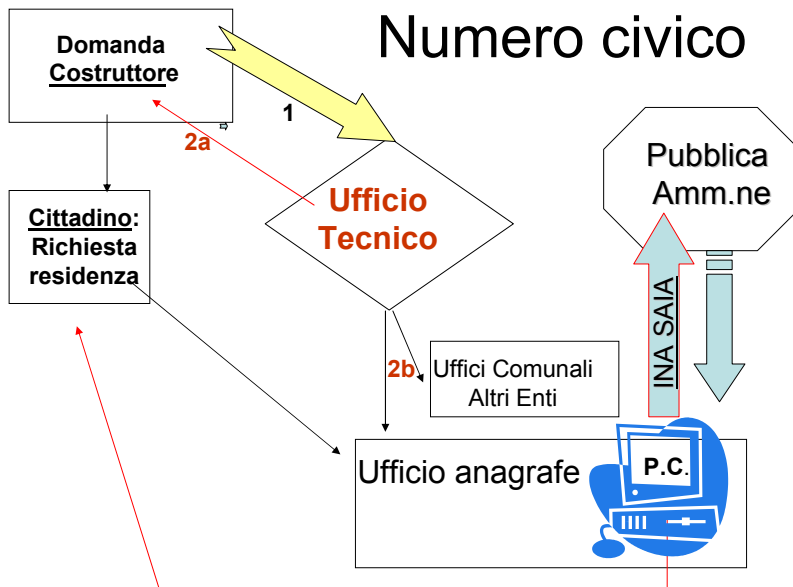 Numero civico
Domanda
Costruttore
1
2a
Ufficio
Tecnico
Pubblica
Amm.ne
Cittadino:
Richiesta
residenza
INA SAIA
2b
Uffici Comunali
Altri Enti
Ufficio anagrafe
P.C.